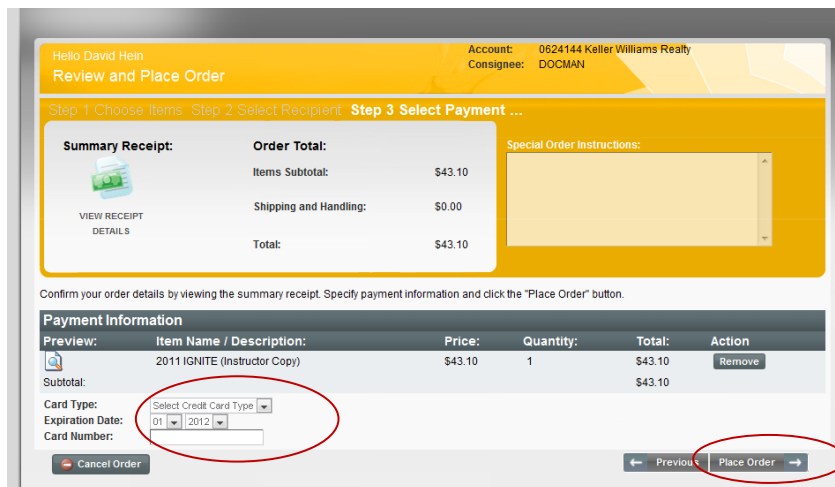 Hello David Hein
Review and Place Order
Account: 0624144 Keller Williams Realty
Consignee: DOCMAN
Step 1 Choose Items Step 2 Select Recipient Step 3 Select Payment ...
Summary Receipt:
VIEW RECEIPT
DETAILS
Order Total:
Items Subtotal: $43.10
Shipping and Handling: $0.00
Total: $43.10
Special Order Instructions:
Confirm your order details by viewing the summary receipt. Specify payment information and click the "Place Order" button.
Payment Information
Preview: Item Name / Description: Price: Quantity: Total: Action
2011 IGNITE (Instructor Copy) $43.10 1 $43.10 Remove
Subtotal: $43.10
Card Type: Select Credit Card Type
Expiration Date: 01 2012
Card Number:
Cancel Order
Previous Place Order